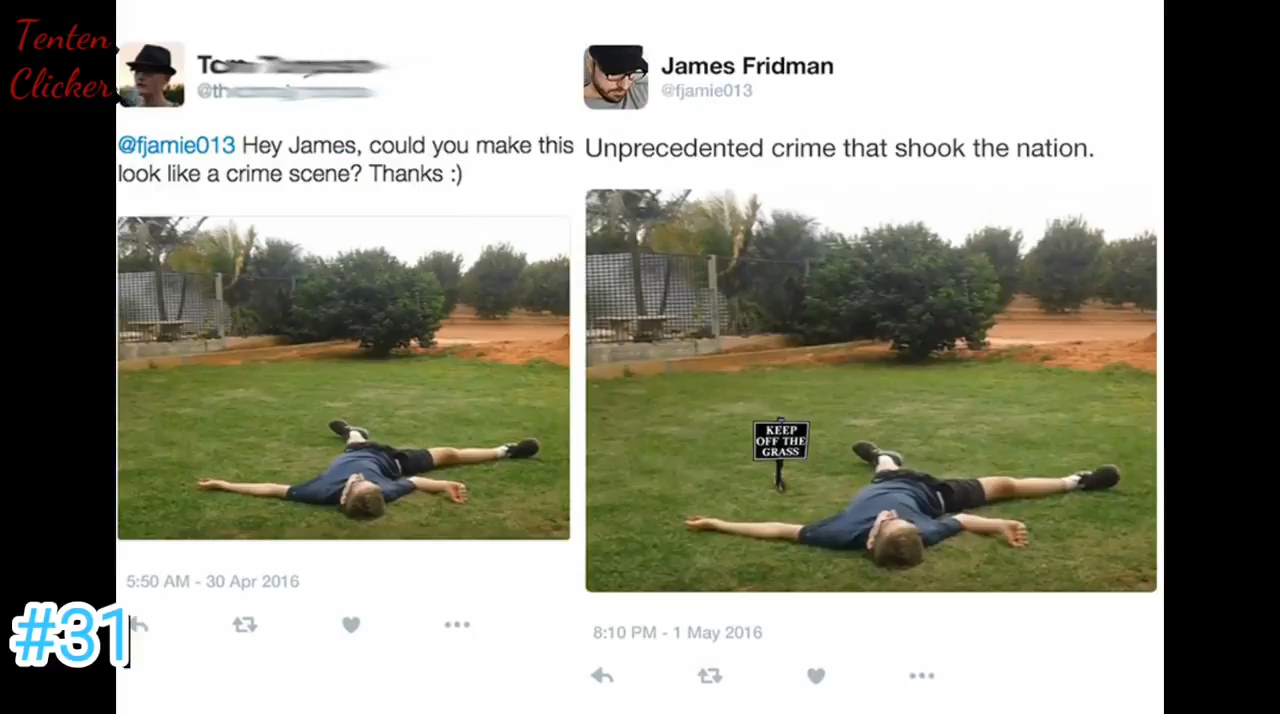 Tenten
Clicker
@fjamie013 Hey James, could you make this
look like a crime scene? Thanks :)
5:50 AM - 30 Apr 2016
James Fridman
@fjamie013
Unprecedented crime that shook the nation.
KEEP
OFF THE
GRASS
8:10 PM - 1 May 2016
#31